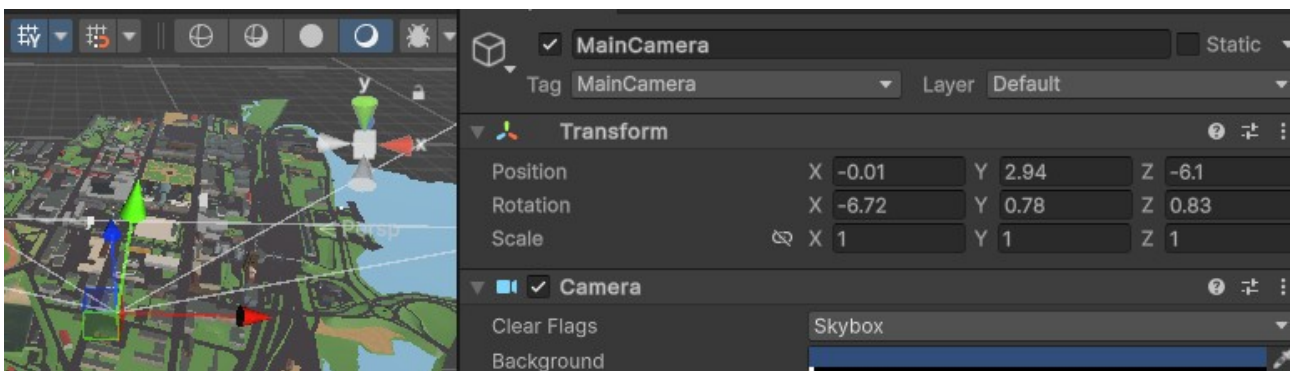 y
x
Persp
MainCamera
Static
Tag MainCamera Layer Default
Transform
Position X -0.01 Y 2.94 Z -6.1
Rotation X -6.72 Y 0.78 Z 0.83
Scale X 1 Y 1 Z 1
Camera
Clear Flags Skybox
Background